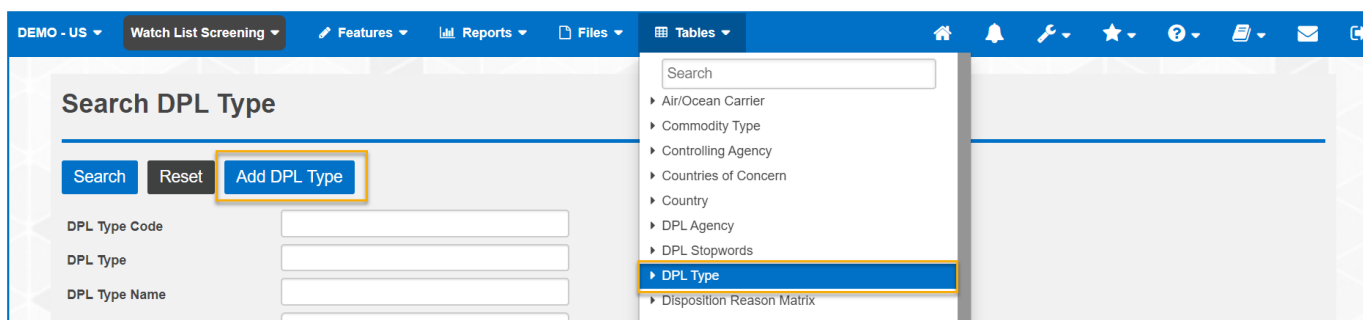 DEMO - US Watch List Screening Features Reports Files Tables
Search
Search DPL Type
Search Reset Add DPL Type
DPL Type Code
DPL Type
DPL Type Name
Air/Ocean Carrier
Commodity Type
Controlling Agency
Countries of Concern
Country
DPL Agency
DPL Stopwords
DPL Type
Disposition Reason Matrix